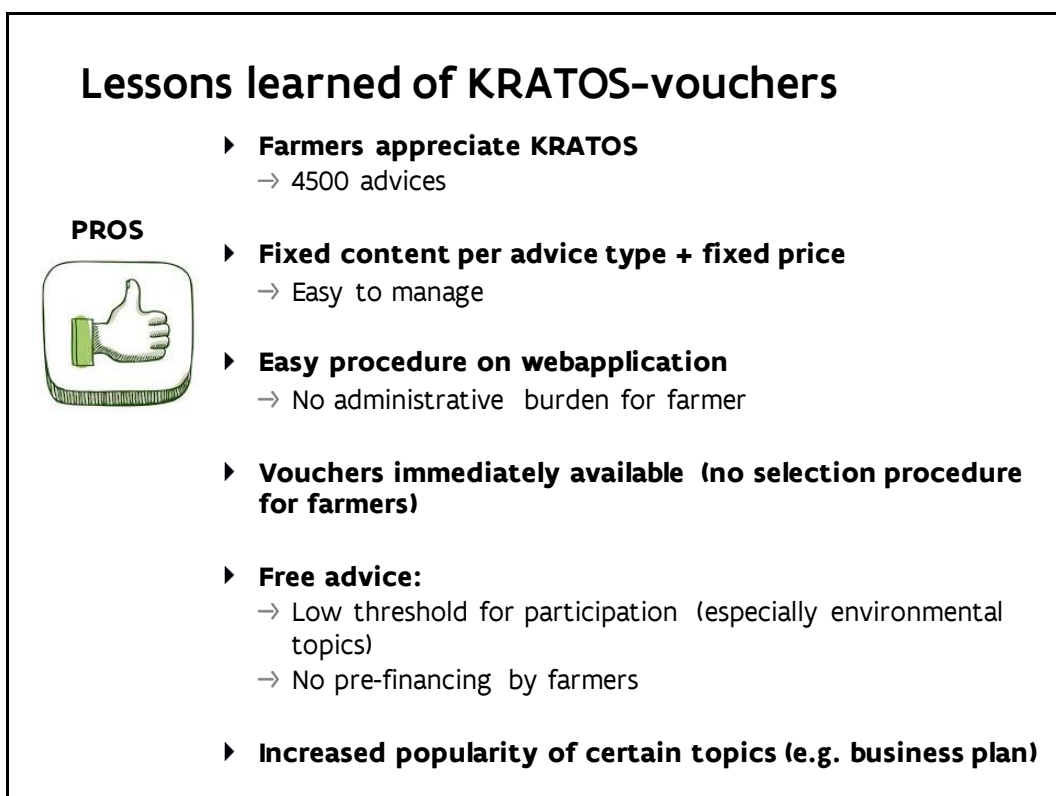 Lessons learned of KRATOS-vouchers
PROS
▸ Farmers appreciate KRATOS
→ 4500 advices
▸ Fixed content per advice type + fixed price
→ Easy to manage
▸ Easy procedure on webapplication
→ No administrative burden for farmer
▸ Vouchers immediately available (no selection procedure
for farmers)
▸ Free advice:
→ Low threshold for participation (especially environmental
topics)
→ No pre-financing by farmers
▸ Increased popularity of certain topics (e.g. business plan)